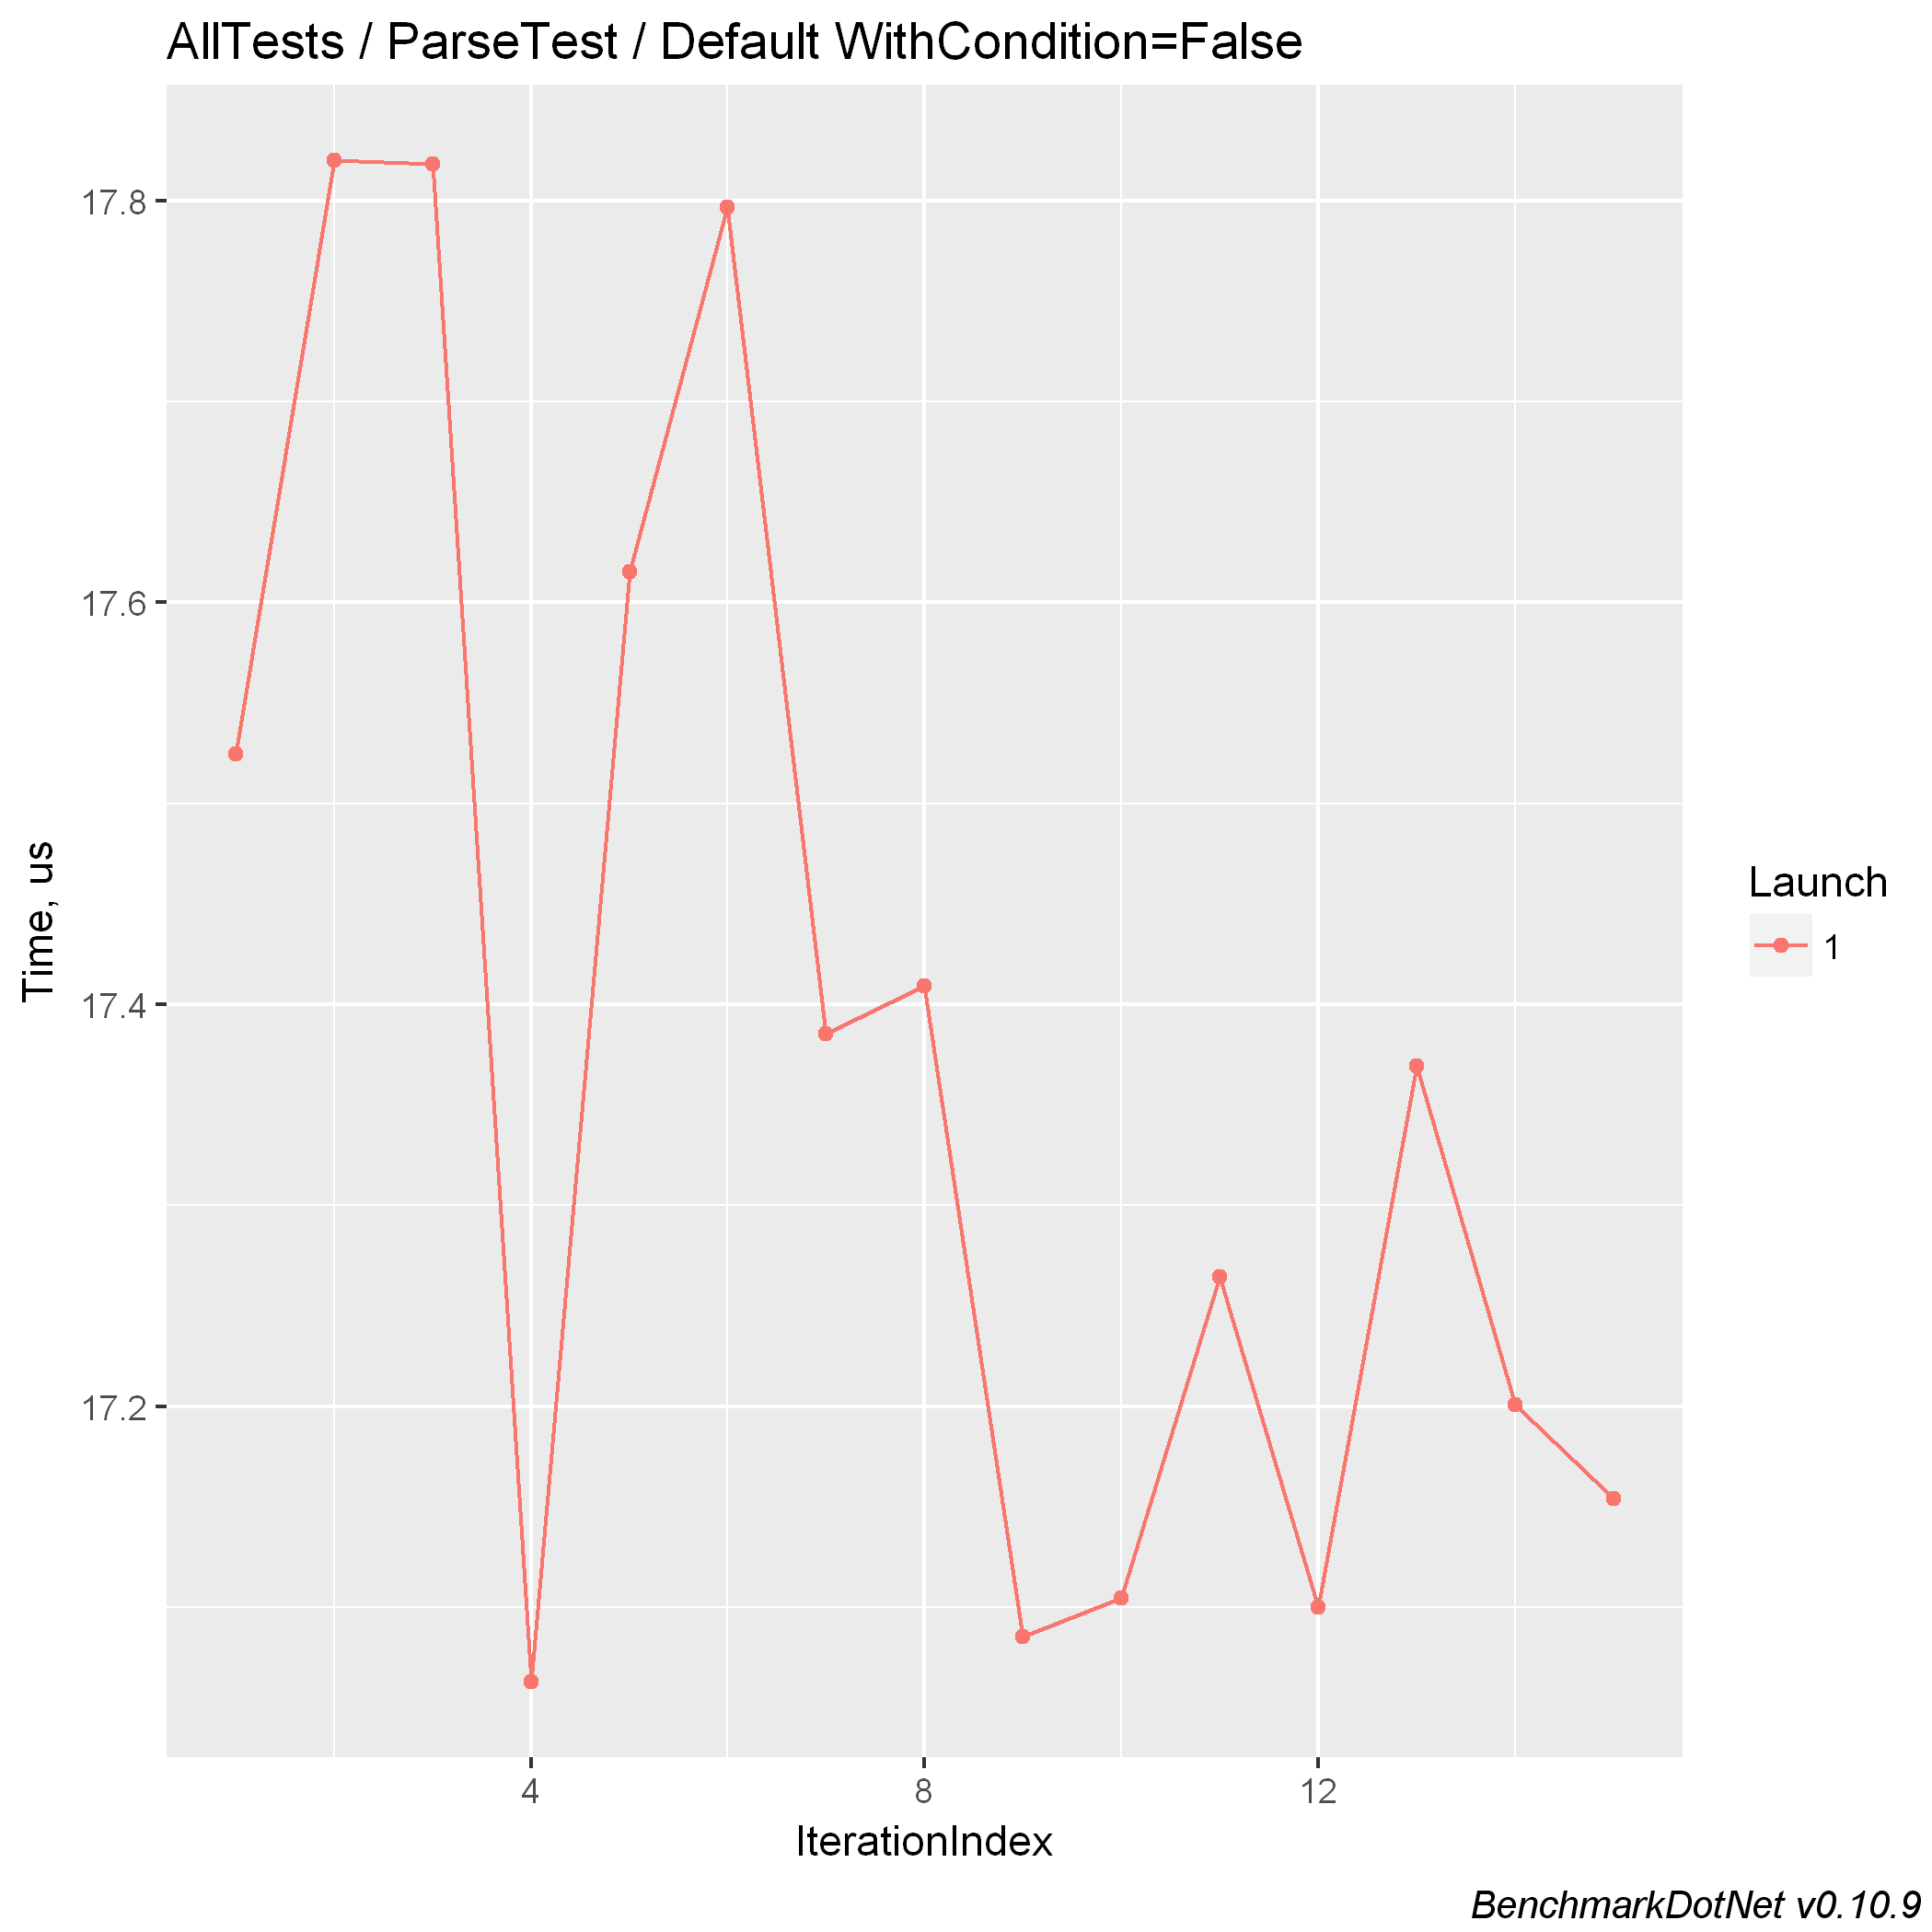 AllTests / ParseTest / Default WithCondition=False
17.8
17.6
17.4
17.2
Time, us
4
8
12
IterationIndex
Launch
1
BenchmarkDotNet v0.10.9